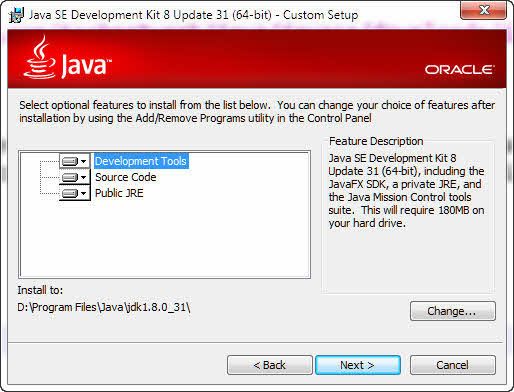 Java SE Development Kit 8 Update 31 (64-bit) - Custom Setup
Java™
ORACLE®
Select optional features to install from the list below. You can change your choice of features after
installation by using the Add/Remove Programs utility in the Control Panel
Development Tools
Source Code
Public JRE
Feature Description
Java SE Development Kit 8
Update 31 (64-bit), including the
JavaFX SDK, a private JRE, and
the Java Mission Control tools
suite. This will require 180MB on
your hard drive.
Install to:
D:\Program Files\Java\jdk1.8.0_31\
Change...
< Back
Next >
Cancel